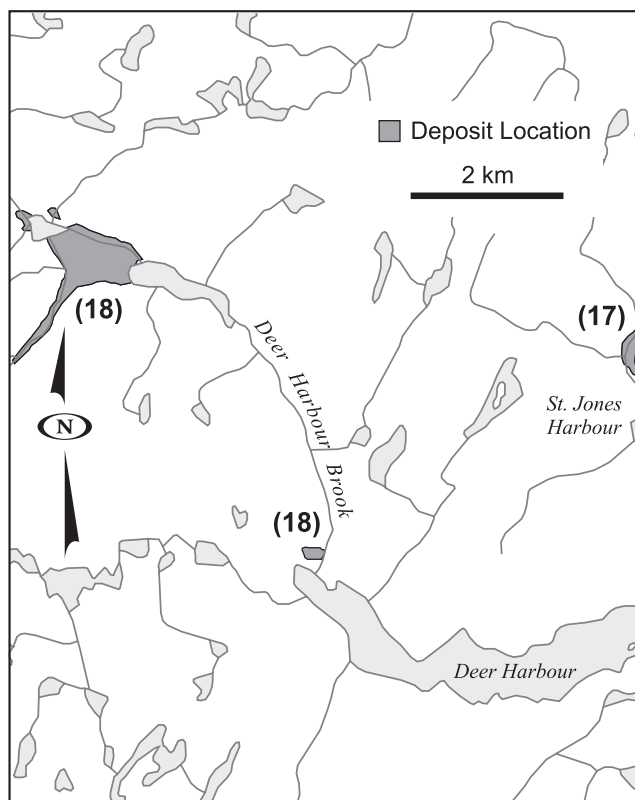 Deposit Location
2 km
(18)
(17)
Deer Harbour Brook
St. Jones
Harbour
N
(18)
Deer Harbour